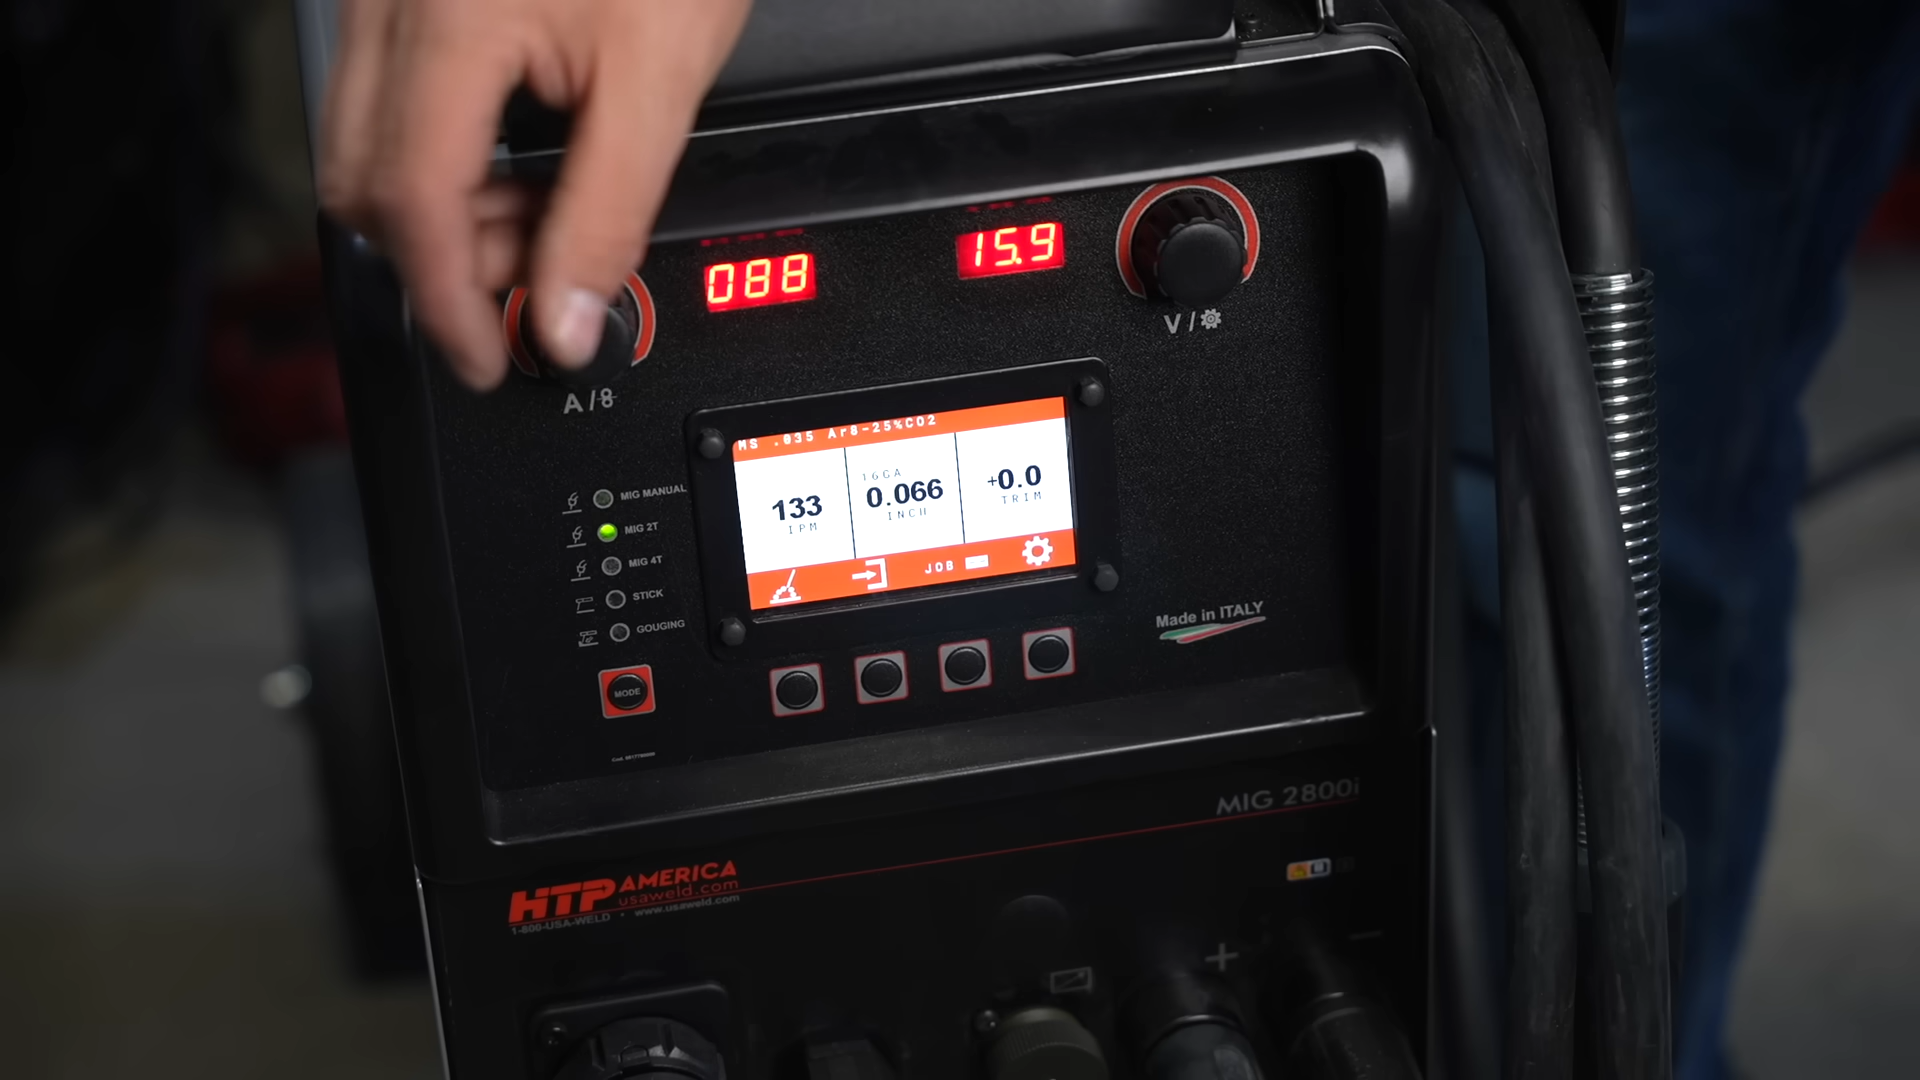 088
15.9
A/8
V/
MS .035 Ar8-25%CO2
133
IPM
16GA
0.066
INCH
+0.0
TRIM
JOB
MIG MANUAL
MIG 2T
MIG 4T
STICK
GOUGING
MODE
Made in ITALY
MIG 2800i
HTP AMERICA
usaweld.com
1-800-USA-WELD • www.usaweld.com
+
-